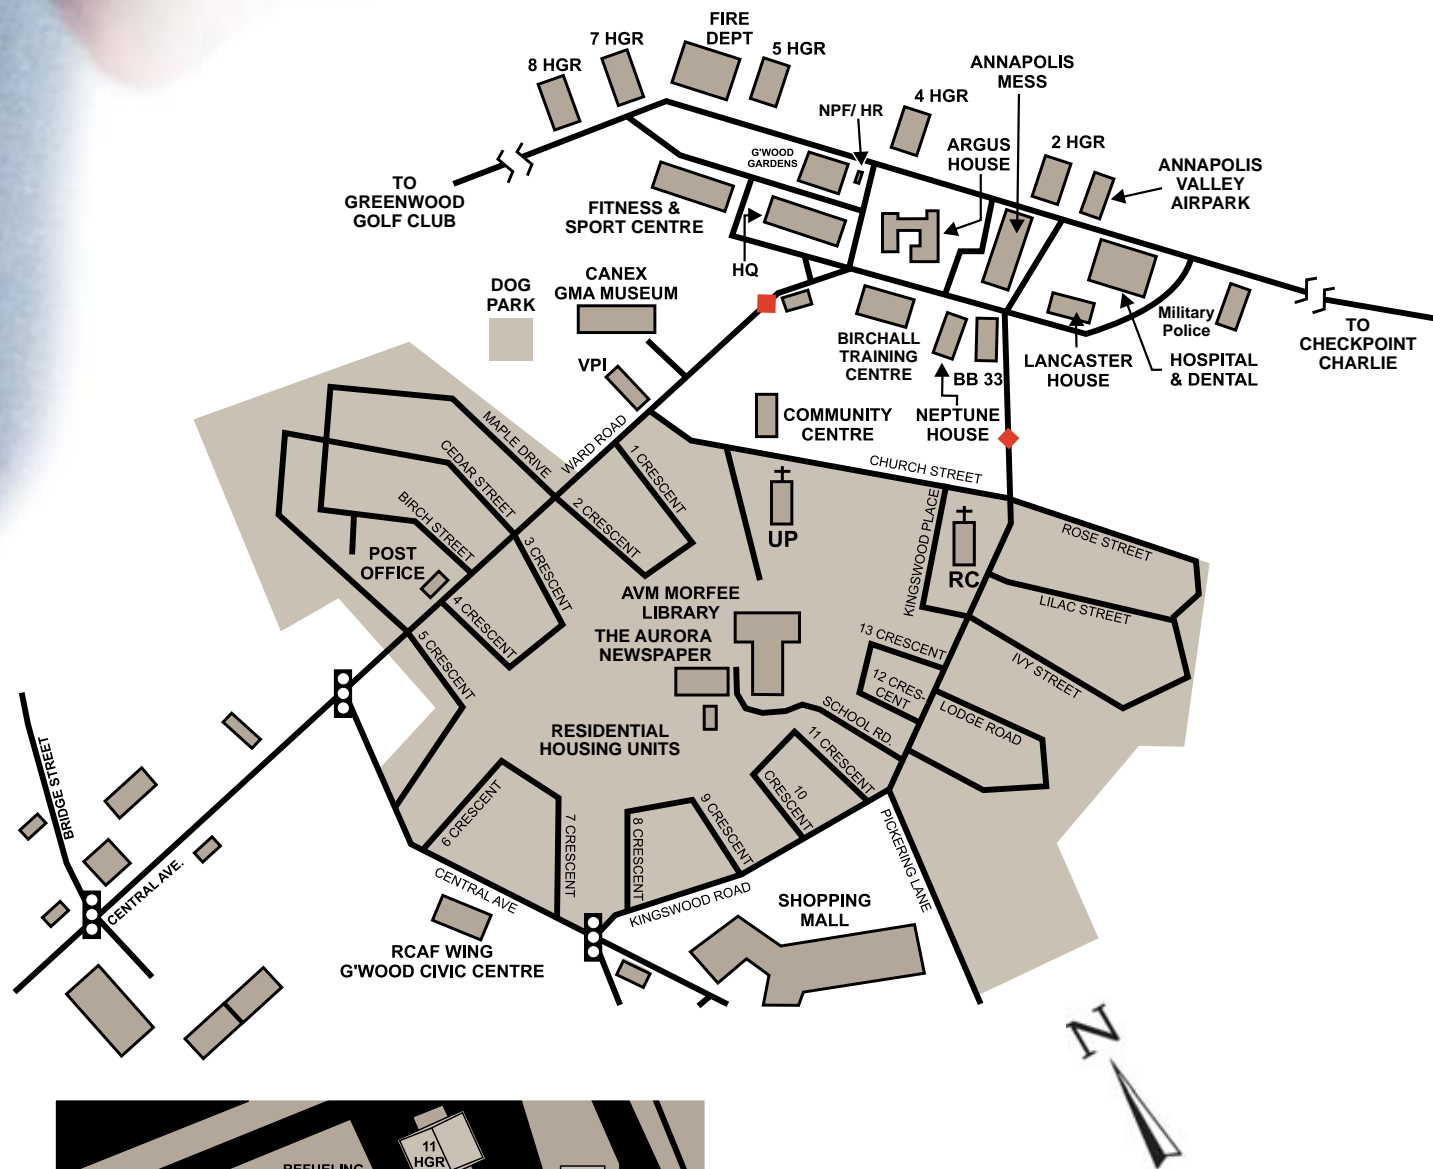 FIRE
DEPT
7 HGR
5 HGR
8 HGR
ANNAPOLIS
MESS
4 HGR
NPF/ HR
ARGUS
HOUSE
2 HGR
G'WOOD
GARDENS
ANNAPOLIS
VALLEY
AIRPARK
TO
GREENWOOD
GOLF CLUB
FITNESS &
SPORT CENTRE
HQ
CANEX
GMA MUSEUM
DOG
PARK
Military
Police
TO
CHECKPOINT
CHARLIE
BIRCHALL
TRAINING
CENTRE
BB 33
LANCASTER
HOUSE
HOSPITAL
& DENTAL
VPI
NEPTUNE
HOUSE
COMMUNITY
CENTRE
MAPLE DRIVE
WARD ROAD
CEDAR STREET
1 CRESCENT
CHURCH STREET
BIRCH STREET
2 CRESCENT
KINGSWOOD PLACE
ROSE STREET
UP
POST
OFFICE
3 CRESCENT
RC
AVM MORFEE
LIBRARY
LILAC STREET
4 CRESCENT
THE AURORA
NEWSPAPER
13 CRESCENT
5 CRESCENT
IVY STREET
12 CRES-
CENT
LODGE ROAD
SCHOOL RD.
RESIDENTIAL
HOUSING UNITS
11 CRESCENT
BRIDGE STREET
10
CRESCENT
6 CRESCENT
7 CRESCENT
8 CRESCENT
9 CRESCENT
PICKERING LANE
CENTRAL AVE.
CENTRAL AVE
KINGSWOOD ROAD
SHOPPING
MALL
RCAF WING
G'WOOD CIVIC CENTRE
N
11
HGR
REFUELING